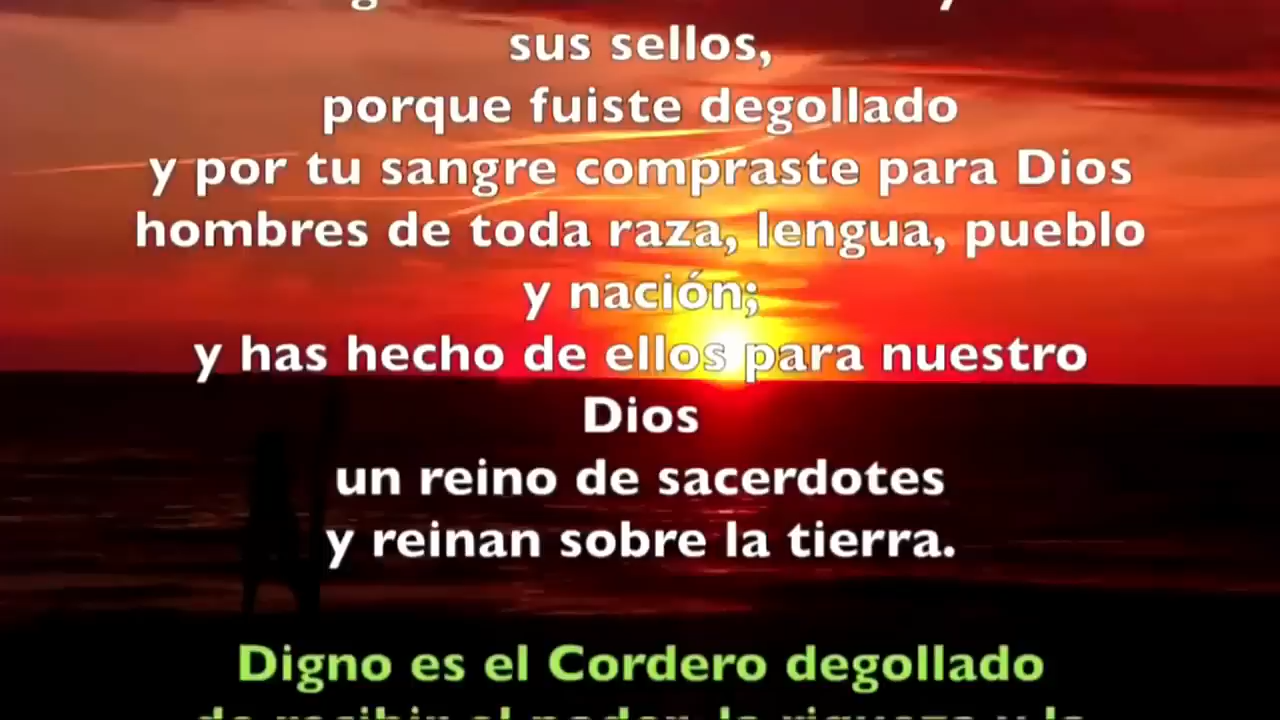 sus sellos,
porque fuiste degollado
y por tu sangre compraste para Dios
hombres de toda raza, lengua, pueblo
y nación;
y has hecho de ellos para nuestro
Dios
un reino de sacerdotes
y reinan sobre la tierra.
Digno es el Cordero degollado